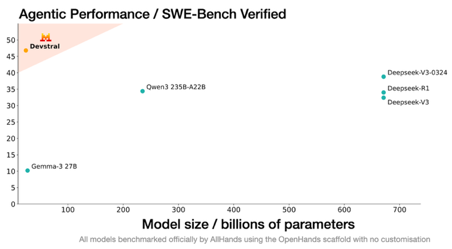 Agentic Performance / SWE-Bench Verified
50
Devstral
45
40
Deepseek-V3-0324
35
Qwen3 235B-A22B
Deepseek-R1
30
Deepseek-V3
25
20
15
10
Gemma-3 27B
5
0
100 200 300 400 500 600 700
Model size / billions of parameters
All models benchmarked officially by AllHands using the OpenHands scaffold with no customisation